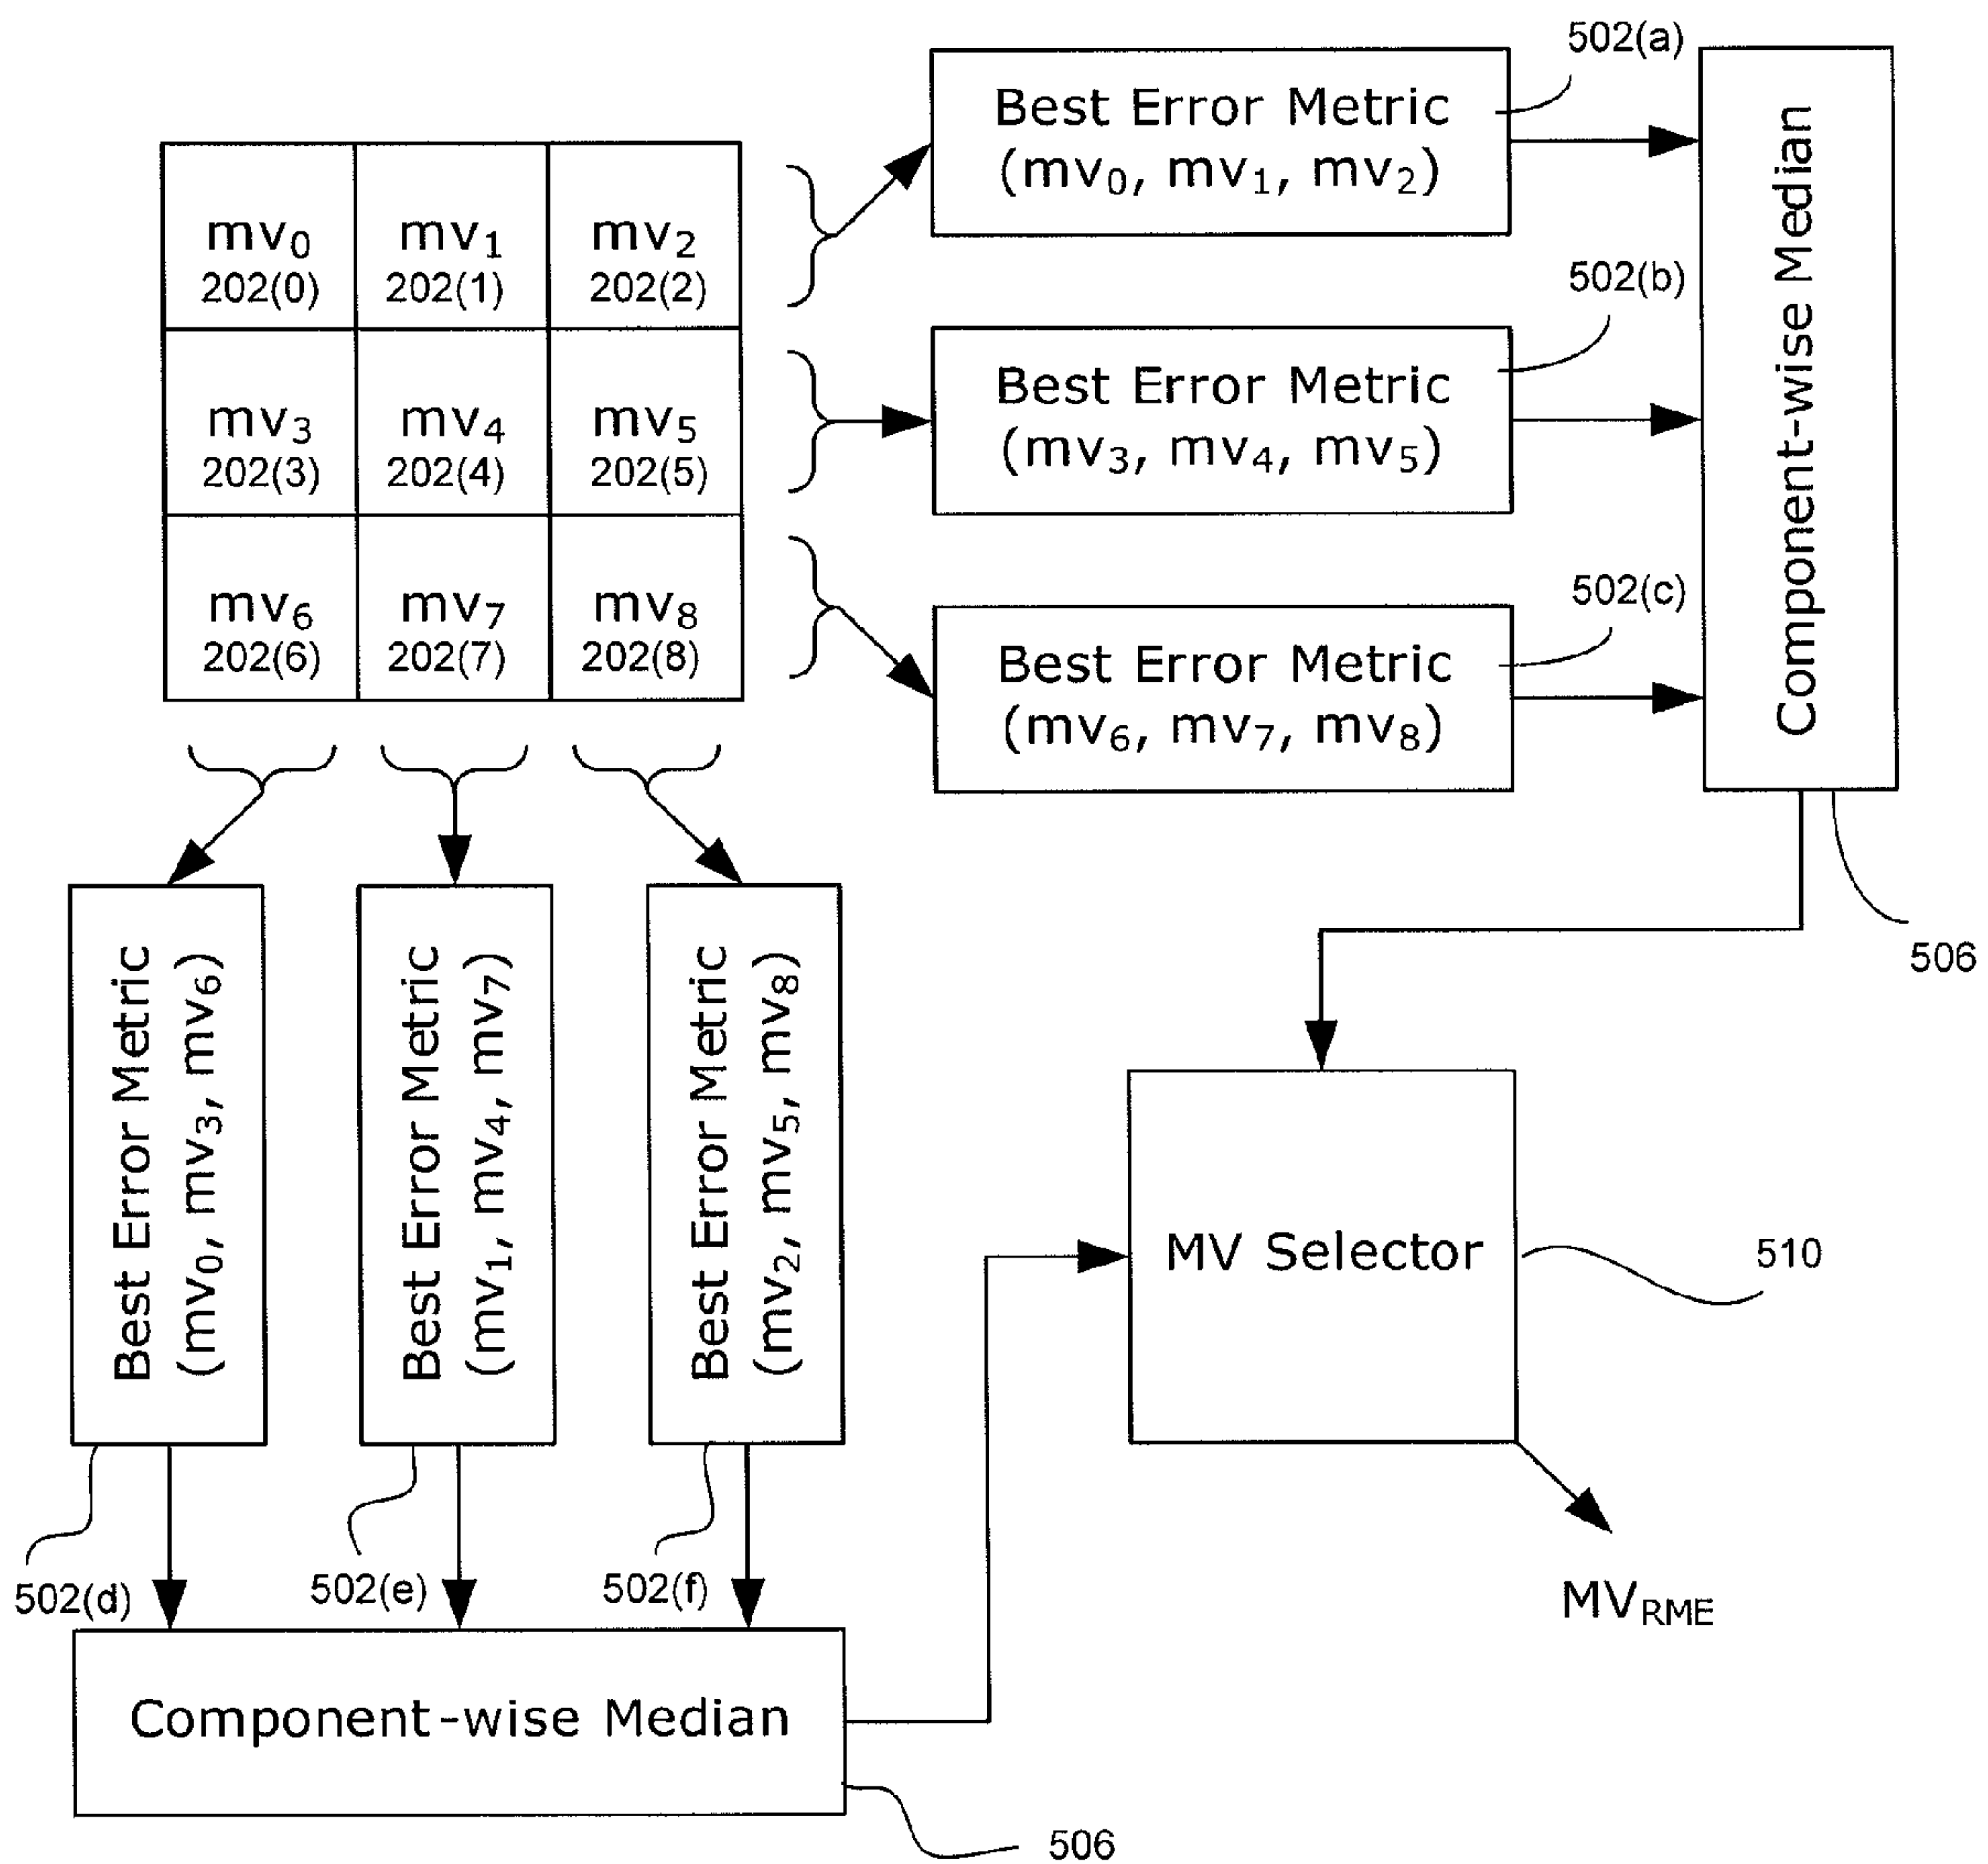 502(a)
Best Error Metric
(mv₀, mv₁, mv₂)
Component-wise Median
mv₀
202(0)
mv₁
202(1)
mv₂
202(2)
502(b)
Best Error Metric
(mv₃, mv₄, mv₅)
mv₃
202(3)
mv₄
202(4)
mv₅
202(5)
502(c)
Best Error Metric
(mv₆, mv₇, mv₈)
mv₆
202(6)
mv₇
202(7)
mv₈
202(8)
506
Best Error Metric
(mv₀, mv₃, mv₆)
Best Error Metric
(mv₁, mv₄, mv₇)
Best Error Metric
(mv₂, mv₅, mv₈)
MV Selector
510
502(d)
502(e)
502(f)
MV_RME
Component-wise Median
506